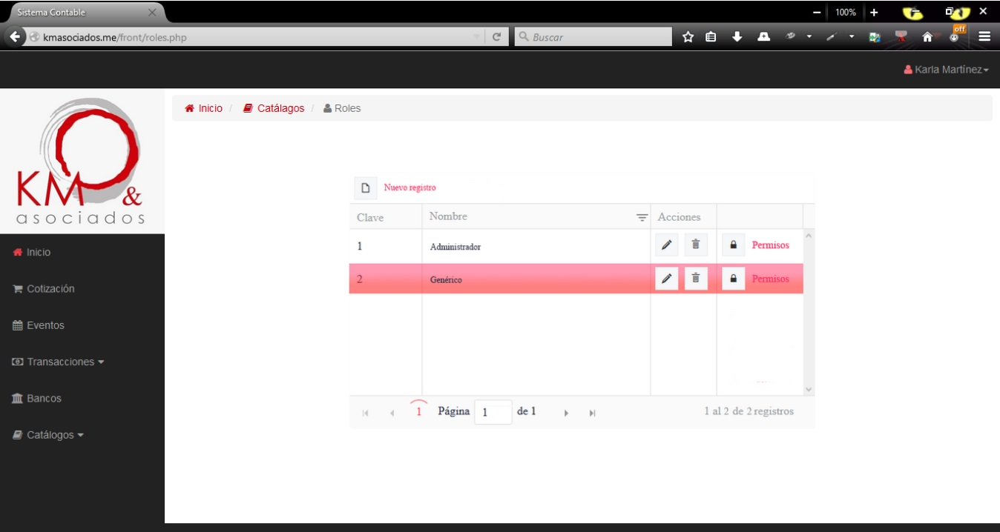 Sistema Contable
100%
kmasociados.me/front/roles.php
Buscar
off
Karla Martínez
KMO &
asociados
Inicio / Catálagos / Roles
Inicio
Cotización
Eventos
Transacciones
Bancos
Catálogos
Nuevo registro
Clave Nombre Acciones
1 Administrador Permisos
2 Genérico Permisos
1 Página 1 de 1 1 al 2 de 2 registros